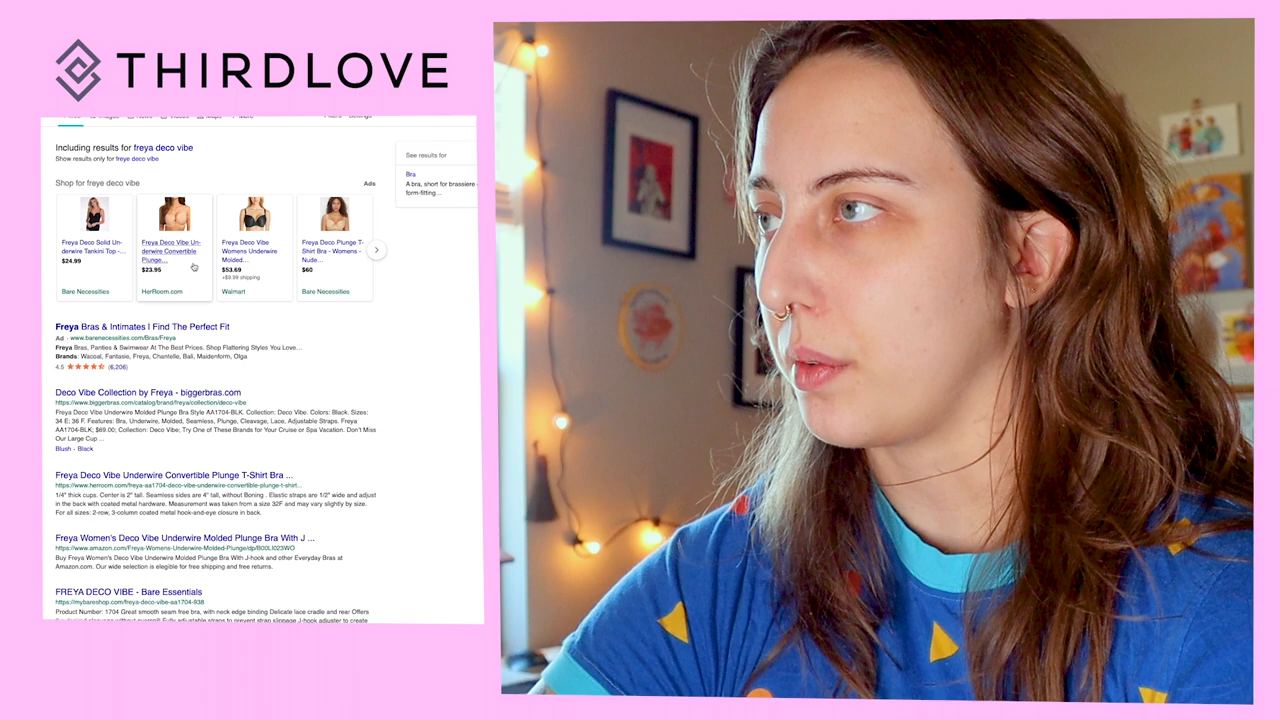 THIRDLOVE
Including results for freya deco vibe
Show results only for freye deco vibe
See results for
Bra
A bra, short for brassiere
form-fitting...
Shop for freye deco vibe
Ads
Freya Deco Solid Un-
derwire Tankini Top -...
$24.99
Bare Necessities
Freya Deco Vibe Un-
derwire Convertible
Plunge...
$23.95
HerRoom.com
Freya Deco Vibe
Womens Underwire
Molded...
$53.69
+$9.99 shipping
Walmart
Freya Deco Plunge T-
Shirt Bra - Womens -
Nude...
$60
Bare Necessities
Freya Bras & Intimates | Find The Perfect Fit
Ad · www.barenecessities.com/Bras/Freya
Freya Bras, Panties & Swimwear At The Best Prices. Shop Flattering Styles You Love...
Brands: Wacoal, Fantasie, Freya, Chantelle, Bali, Maidenform, Olga
4.5 (6,206)
Deco Vibe Collection by Freya - biggerbras.com
https://www.biggerbras.com/catalog/brand/freya/collection/deco-vibe
Freya Deco Vibe Underwire Molded Plunge Bra Style AA1704-BLK. Collection: Deco Vibe. Colors: Black. Sizes:
34 E; 36 F. Features: Bra, Underwire, Molded, Seamless, Plunge, Cleavage, Lace, Adjustable Straps. Freya
AA1704-BLK; $69.00; Collection: Deco Vibe; Try One of These Brands for Your Cruise or Spa Vacation. Don't Miss
Our Large Cup ...
Blush - Black
Freya Deco Vibe Underwire Convertible Plunge T-Shirt Bra ...
https://www.herroom.com/freya-aa1704-deco-vibe-underwire-convertible-plunge-t-shirt...
1/4" thick cups. Center is 2" tall. Seamless sides are 4" tall, without Boning . Elastic straps are 1/2" wide and adjust
in the back with coated metal hardware. Measurement was taken from a size 32F and may vary slightly by size.
For all sizes: 2-row, 3-column coated metal hook-and-eye closure in back.
Freya Women's Deco Vibe Underwire Molded Plunge Bra With J ...
https://www.amazon.com/Freya-Womens-Underwire-Molded-Plunge/dp/B00LI023WO
Buy Freya Women's Deco Vibe Underwire Molded Plunge Bra With J-hook and other Everyday Bras at
Amazon.com. Our wide selection is elegible for free shipping and free returns.
FREYA DECO VIBE - Bare Essentials
https://mybareshop.com/freya-deco-vibe-aa1704-938
Product Number: 1704 Great smooth seam free bra, with neck edge binding Delicate lace cradle and rear Offers